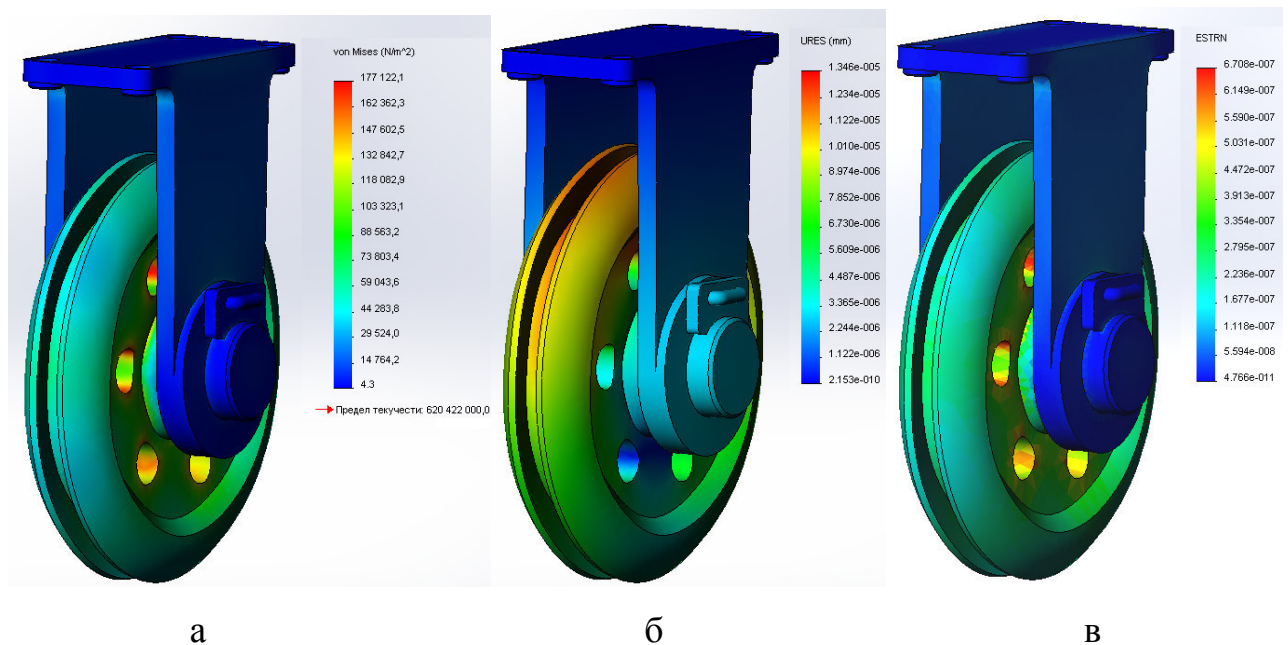 von Mises (N/m^2)
177 122,1
162 362,3
147 602,5
132 842,7
118 082,9
103 323,1
88 563,2
73 803,4
59 043,6
44 283,8
29 524,0
14 764,2
4.3
Предел текучести: 620 422 000,0
URES (mm)
1.346e-005
1.234e-005
1.122e-005
1.010e-005
8.974e-006
7.852e-006
6.730e-006
5.609e-006
4.487e-006
3.365e-006
2.244e-006
1.122e-006
2.153e-010
ESTRN
6.708e-007
6.149e-007
5.590e-007
5.031e-007
4.472e-007
3.913e-007
3.354e-007
2.795e-007
2.236e-007
1.677e-007
1.118e-007
5.594e-008
4.766e-011
а
б
в